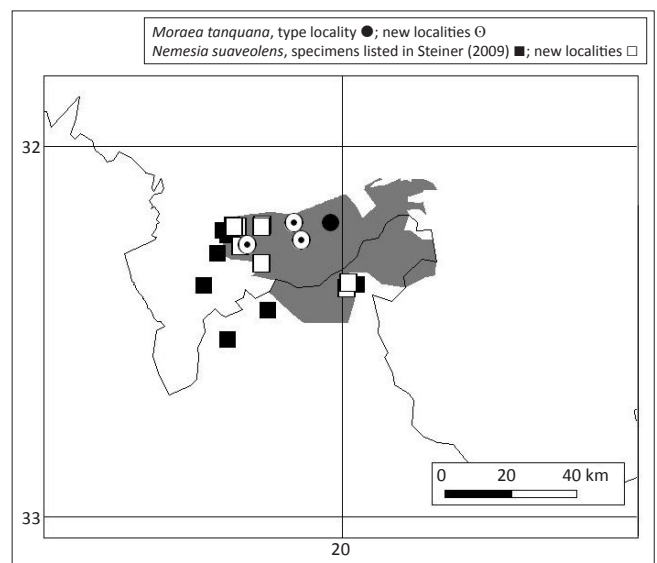 Moraea tanquana, type locality ●; new localities ʘ
Nemesia suaveolens, specimens listed in Steiner (2009) ■; new localities □
32
0 20 40 km
33
20